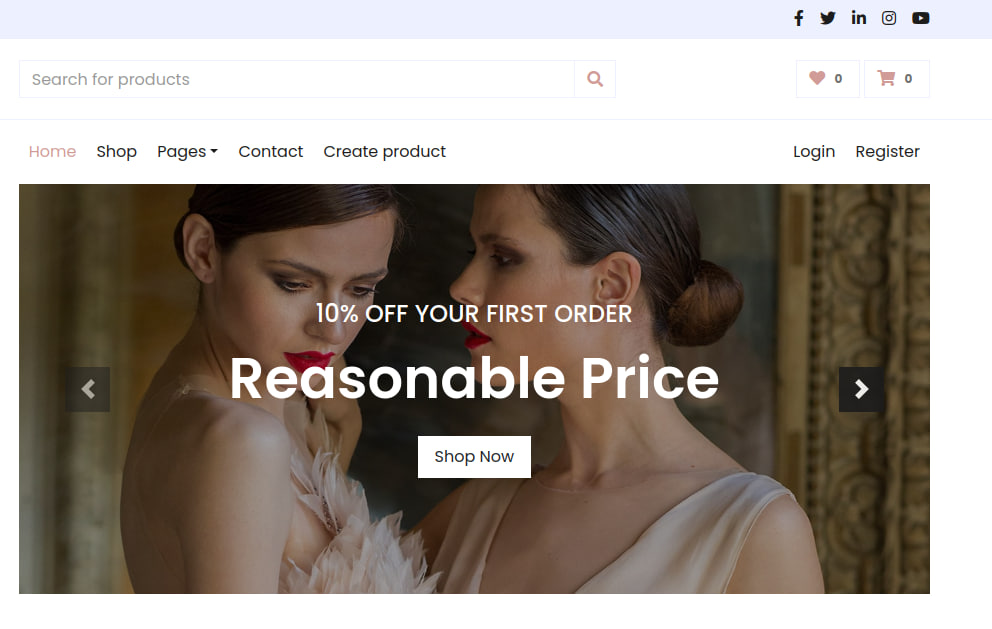 Search for products
0
0
Home Shop Pages Contact Create product Login Register
10% OFF YOUR FIRST ORDER
Reasonable Price
Shop Now